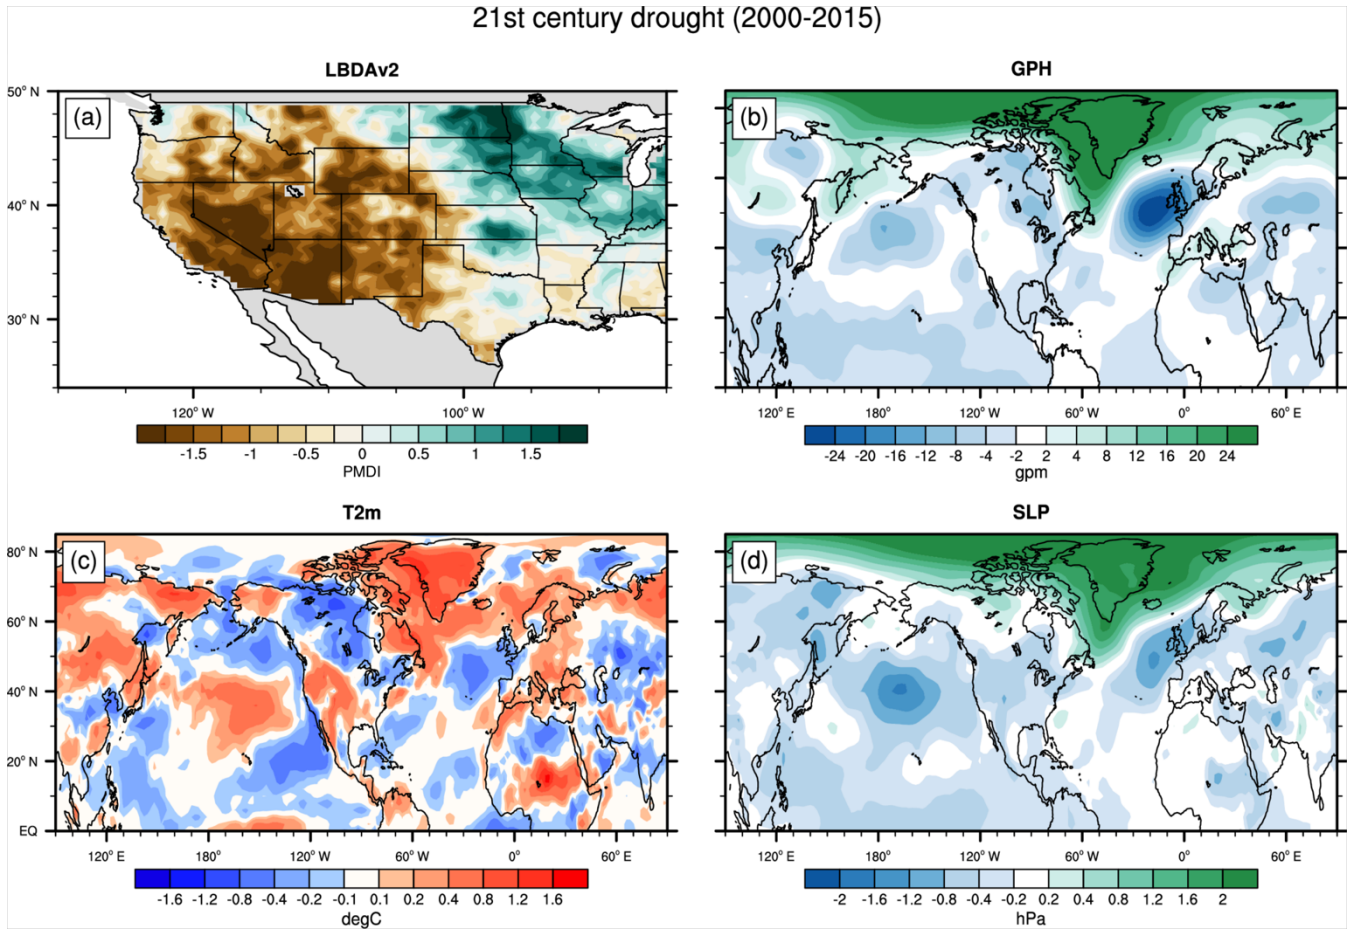 21st century drought (2000-2015)
LBDAv2
GPH
50° N
40° N
30° N
(a)
(b)
120° W
100° W
120° E
180°
120° W
60° W
0°
60° E
-1.5 -1 -0.5 0 0.5 1 1.5
PMDI
-24 -20 -16 -12 -8 -4 -2 2 4 8 12 16 20 24
gpm
T2m
SLP
80° N
60° N
40° N
20° N
EQ
(c)
(d)
120° E
180°
120° W
60° W
0°
60° E
120° E
180°
120° W
60° W
0°
60° E
-1.6 -1.2 -0.8 -0.4 -0.2 -0.1 0.1 0.2 0.4 0.8 1.2 1.6
degC
-2 -1.6 -1.2 -0.8 -0.4 -0.2 0.2 0.4 0.8 1.2 1.6 2
hPa